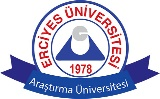 ERCİYES ÜNİVERSİTESİ
1978
Araştırma Üniversitesi